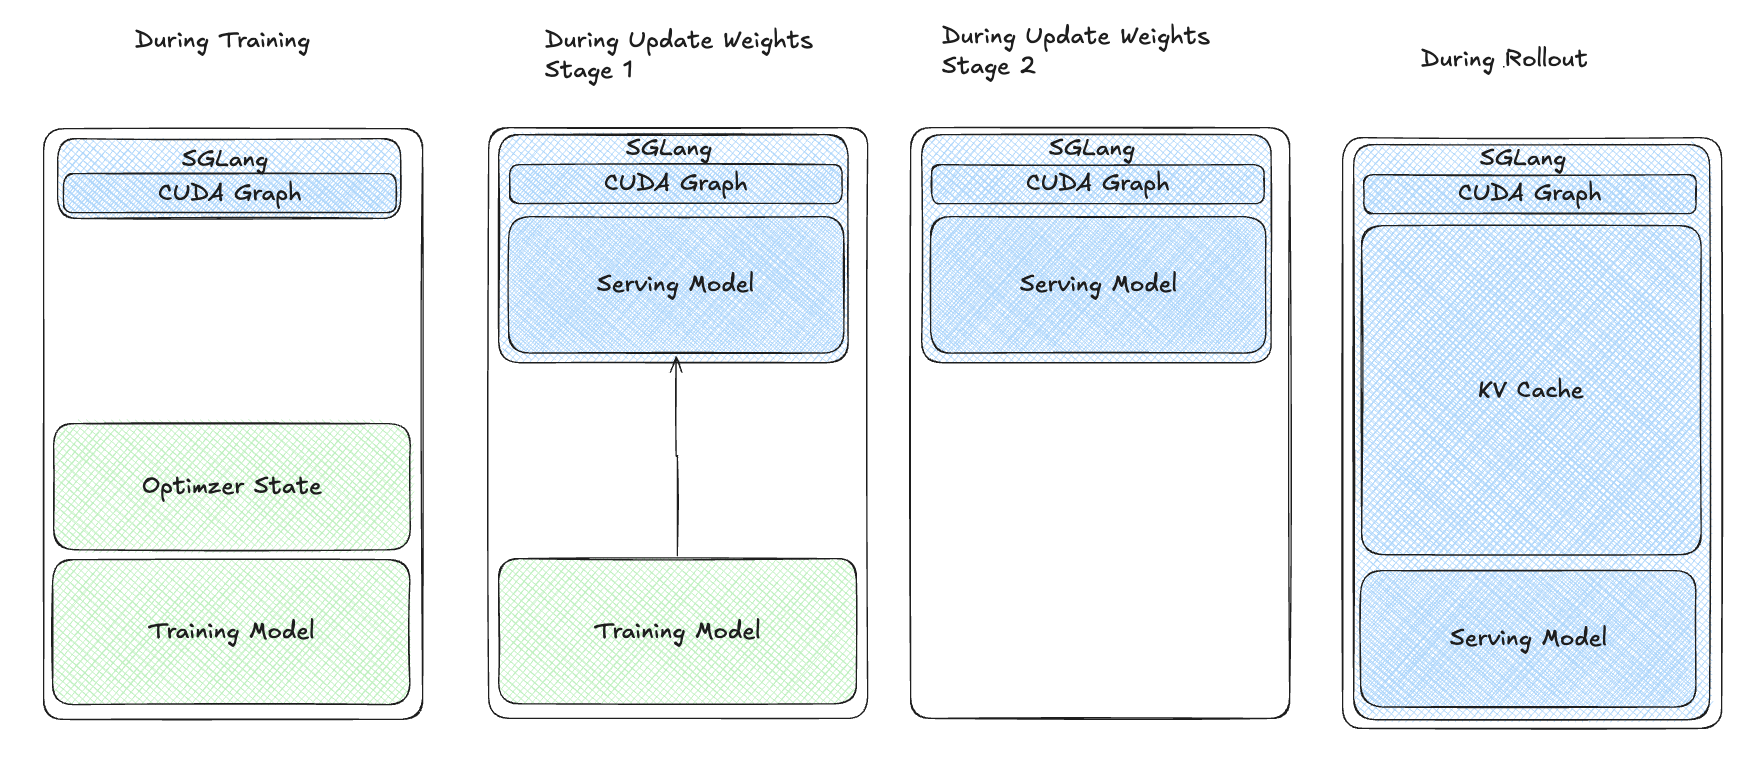 During Training
SGLang
CUDA Graph
Optimzer State
Training Model
During Update Weights
Stage 1
SGLang
CUDA Graph
Serving Model
Training Model
During Update Weights
Stage 2
SGLang
CUDA Graph
Serving Model
During Rollout
SGLang
CUDA Graph
KV Cache
Serving Model